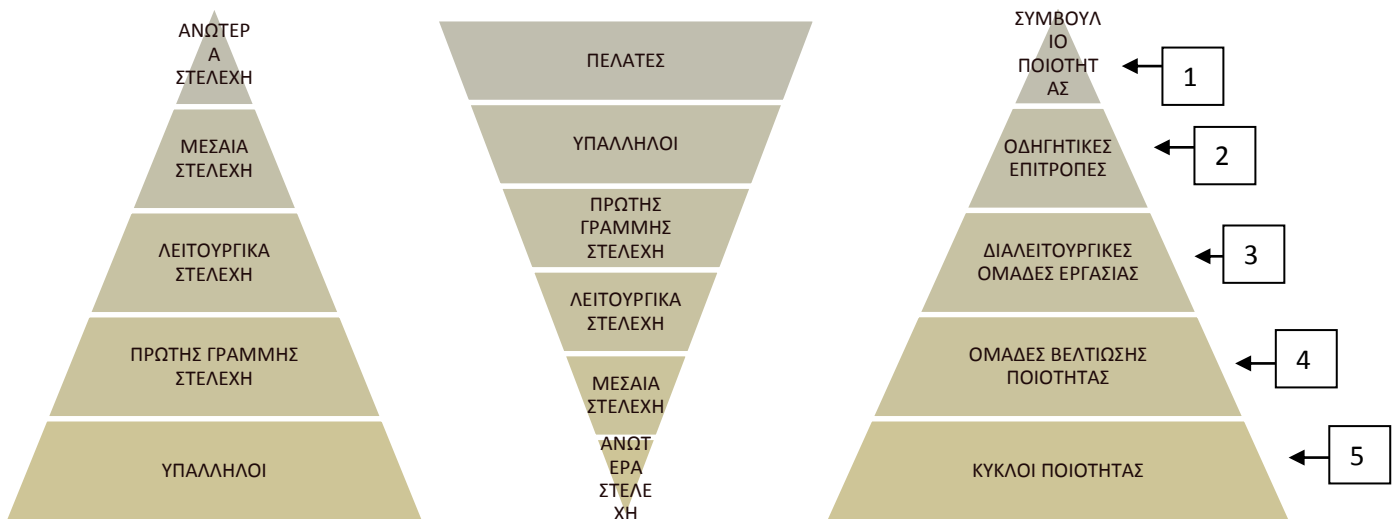 ΑΝΩΤΕΡ
Α
ΣΤΕΛΕΧΗ
ΜΕΣΑΙΑ
ΣΤΕΛΕΧΗ
ΛΕΙΤΟΥΡΓΙΚΑ
ΣΤΕΛΕΧΗ
ΠΡΩΤΗΣ ΓΡΑΜΜΗΣ
ΣΤΕΛΕΧΗ
ΥΠΑΛΛΗΛΟΙ
ΠΕΛΑΤΕΣ
ΥΠΑΛΛΗΛΟΙ
ΠΡΩΤΗΣ
ΓΡΑΜΜΗΣ
ΣΤΕΛΕΧΗ
ΛΕΙΤΟΥΡΓΙΚΑ
ΣΤΕΛΕΧΗ
ΜΕΣΑΙΑ
ΣΤΕΛΕΧΗ
ΑΝΩΤ
ΕΡΑ
ΣΤΕΛΕ
ΧΗ
ΣΥΜΒΟΥΛ
ΙΟ
ΠΟΙΟΤΗΤ
ΑΣ
1
ΟΔΗΓΗΤΙΚΕΣ
ΕΠΙΤΡΟΠΕΣ
2
ΔΙΑΛΕΙΤΟΥΡΓΙΚΕΣ
ΟΜΑΔΕΣ ΕΡΓΑΣΙΑΣ
3
ΟΜΑΔΕΣ ΒΕΛΤΙΩΣΗΣ
ΠΟΙΟΤΗΤΑΣ
4
ΚΥΚΛΟΙ ΠΟΙΟΤΗΤΑΣ
5